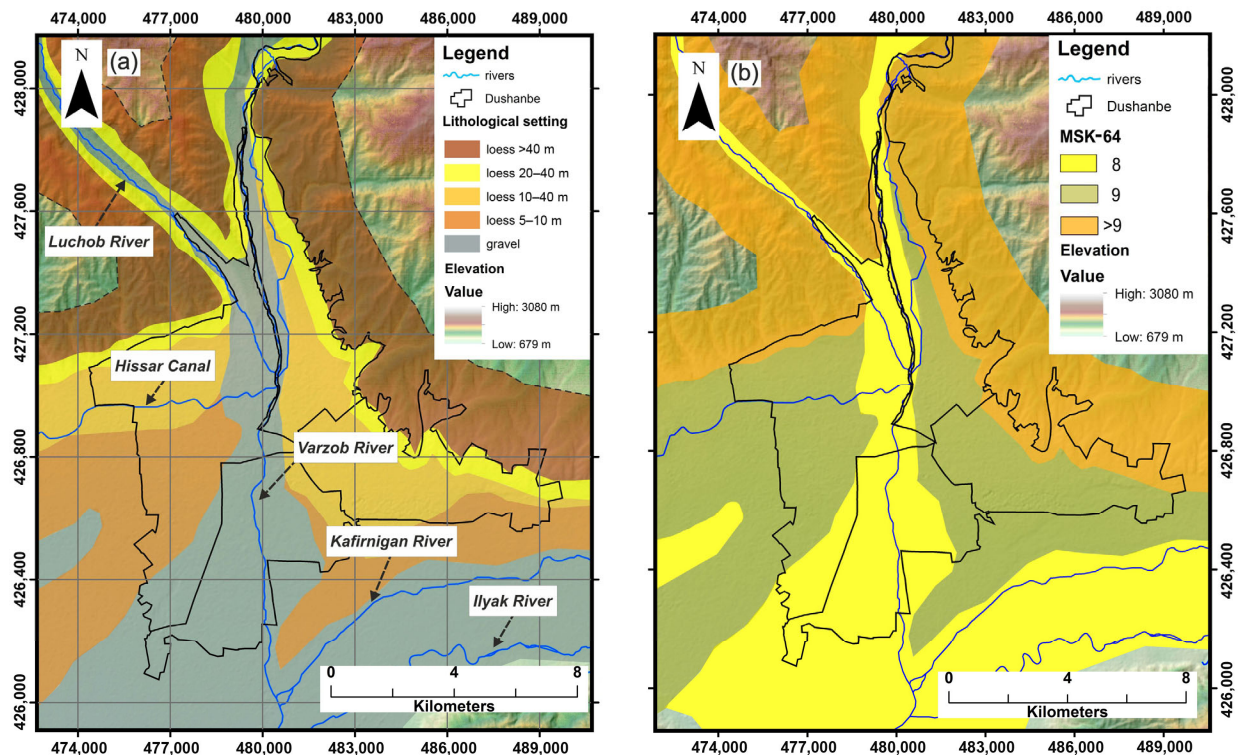 474,000 477,000 480,000 483,000 486,000 489,000
428,000
427,600
427,200
426,800
426,400
426,000
N
(a)
Legend
rivers
Dushanbe
Lithological setting
loess >40 m
loess 20–40 m
loess 10–40 m
loess 5–10 m
gravel
Elevation
Value
High: 3080 m
Low: 679 m
Luchob River
Hissar Canal
Varzob River
Kafirnigan River
Ilyak River
0 4 8
Kilometers
474,000 477,000 480,000 483,000 486,000 489,000
474,000 477,000 480,000 483,000 486,000 489,000
N
(b)
Legend
rivers
Dushanbe
MSK-64
8
9
>9
Elevation
Value
High: 3080 m
Low: 679 m
428,000
427,600
427,200
426,800
426,400
426,000
0 4 8
Kilometers
474,000 477,000 480,000 483,000 486,000 489,000